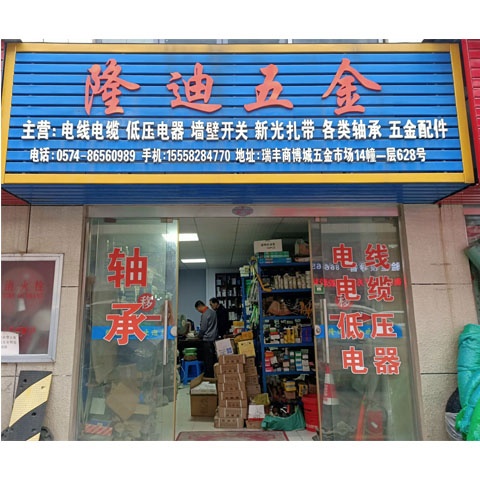 隆迪五金
主营: 电线电缆 低压电器 墙壁开关 新光扎带 各类轴承 五金配件
电话: 0574-86560989 手机: 15558284770 地址: 瑞丰商博城五金市场14幢一层628号
轴承
移
电线
电缆
低压
电器